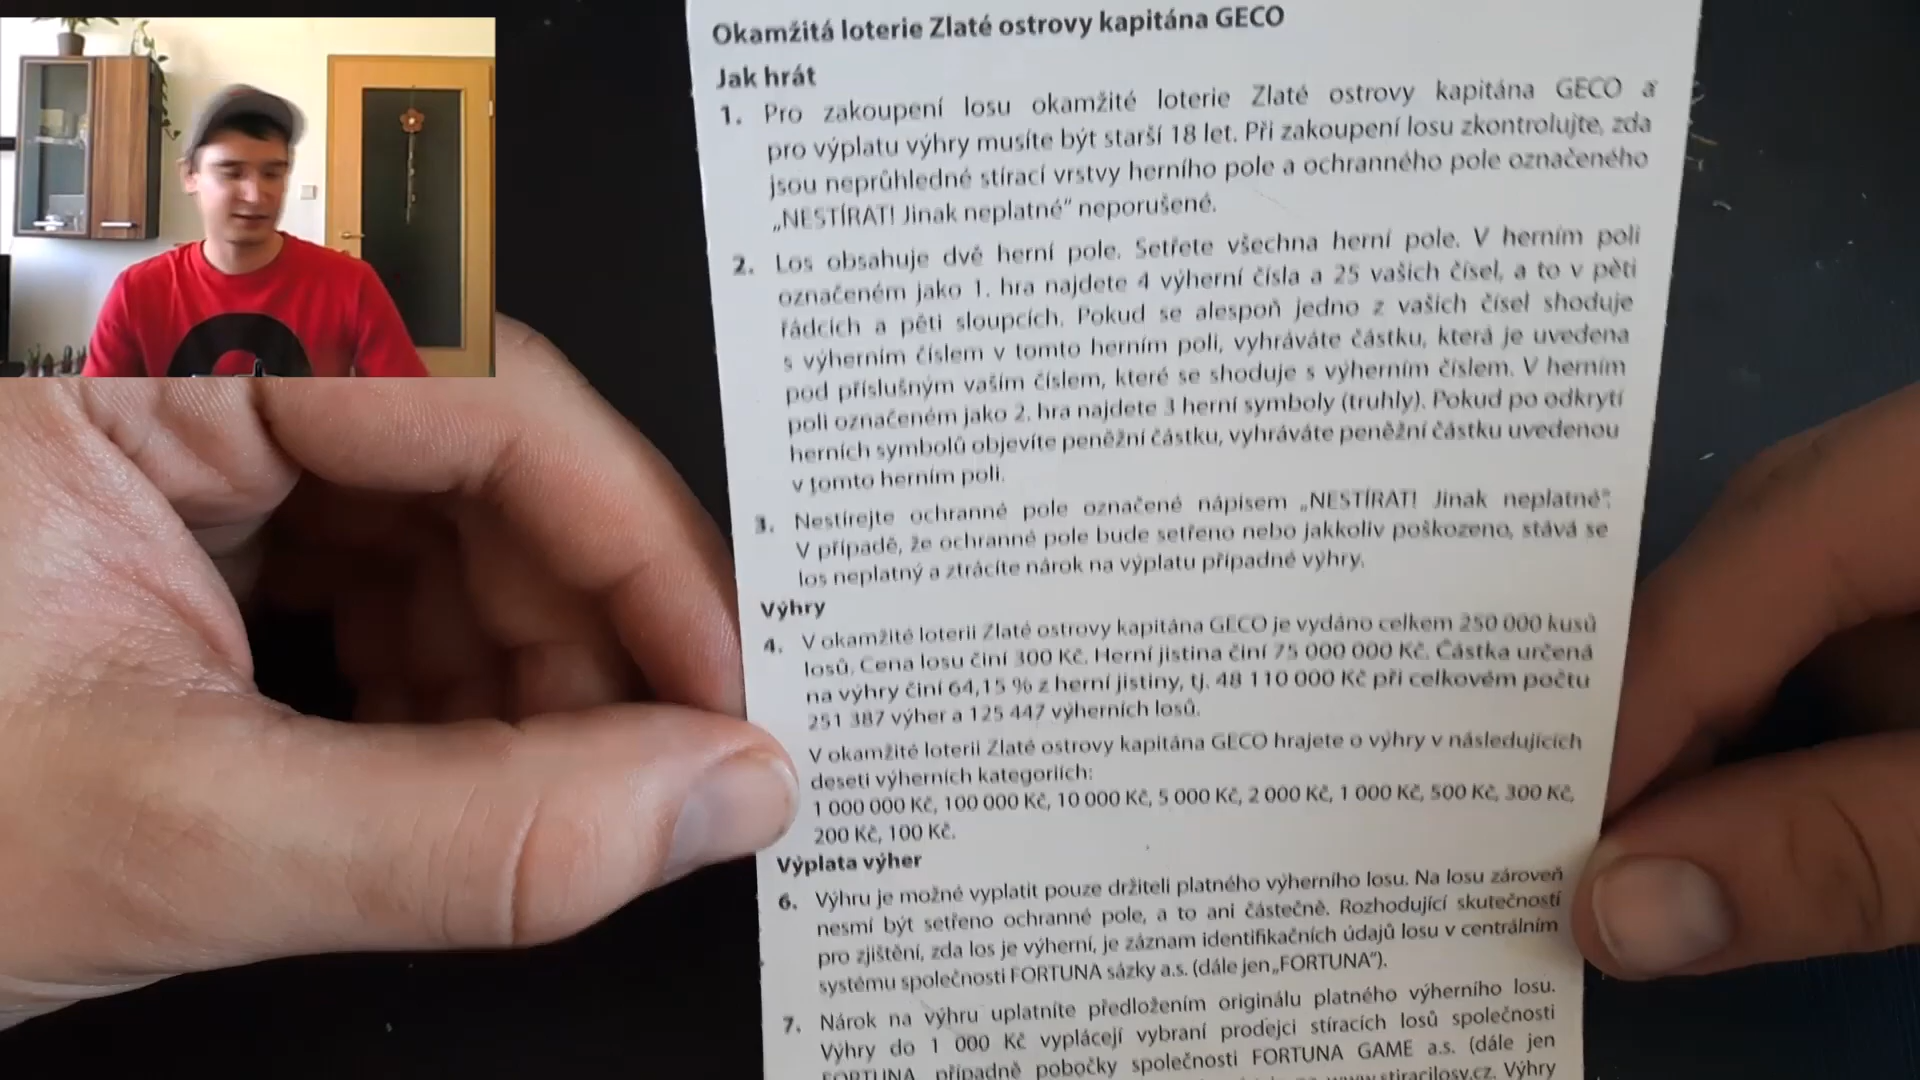 Okamžitá loterie Zlaté ostrovy kapitána GECO
Jak hrát
1. Pro zakoupení losu okamžité loterie Zlaté ostrovy kapitána GECO a
pro výplatu výhry musíte být starší 18 let. Při zakoupení losu zkontrolujte, zda
jsou neprůhledné stírací vrstvy herního pole a ochranného pole označeného
„NESTÍRAT! Jinak neplatné“ neporušené.
2. Los obsahuje dvě herní pole. Setřete všechna herní pole. V herním poli
označeném jako 1. hra najdete 4 výherní čísla a 25 vašich čísel, a to v pěti
řádcích a pěti sloupcích. Pokud se alespoň jedno z vašich čísel shoduje
s výherním číslem v tomto herním poli, vyhráváte částku, která je uvedena
pod příslušným vaším číslem, které se shoduje s výherním číslem. V herním
poli označeném jako 2. hra najdete 3 herní symboly (truhly). Pokud po odkrytí
herních symbolů objevíte peněžní částku, vyhráváte peněžní částku uvedenou
v tomto herním poli.
3. Nestírejte ochranné pole označené nápisem „NESTÍRAT! Jinak neplatné“.
V případě, že ochranné pole bude setřeno nebo jakkoliv poškozeno, stává se
los neplatný a ztrácíte nárok na výplatu případné výhry.
Výhry
4. V okamžité loterii Zlaté ostrovy kapitána GECO je vydáno celkem 250 000 kusů
losů. Cena losu činí 300 Kč. Herní jistina činí 75 000 000 Kč. Částka určená
na výhry činí 64,15 % z herní jistiny, tj. 48 110 000 Kč při celkovém počtu
251 387 výher a 125 447 výherních losů.
V okamžité loterii Zlaté ostrovy kapitána GECO hrajete o výhry v následujících
deseti výherních kategoriích:
1 000 000 Kč, 100 000 Kč, 10 000 Kč, 5 000 Kč, 2 000 Kč, 1 000 Kč, 500 Kč, 300 Kč,
200 Kč, 100 Kč.
Výplata výher
6. Výhru je možné vyplatit pouze držiteli platného výherního losu. Na losu zároveň
nesmí být setřeno ochranné pole, a to ani částečně. Rozhodující skutečností
pro zjištění, zda los je výherní, je záznam identifikačních údajů losu v centrálním
systému společnosti FORTUNA sázky a.s. (dále jen „FORTUNA“).
7. Nárok na výhru uplatníte předložením originálu platného výherního losu.
Výhry do 1 000 Kč vyplácejí vybraní prodejci stíracích losů společnosti
FORTUNA, případně pobočky společnosti FORTUNA GAME a.s. (dále jen
www.stiracilosy.cz. Výhry